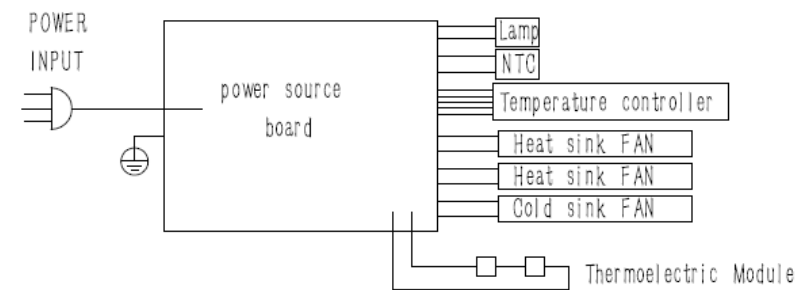 POWER
INPUT
power source
board
Lamp
NTC
Temperature controller
Heat sink FAN
Heat sink FAN
Cold sink FAN
Thermoelectric Module